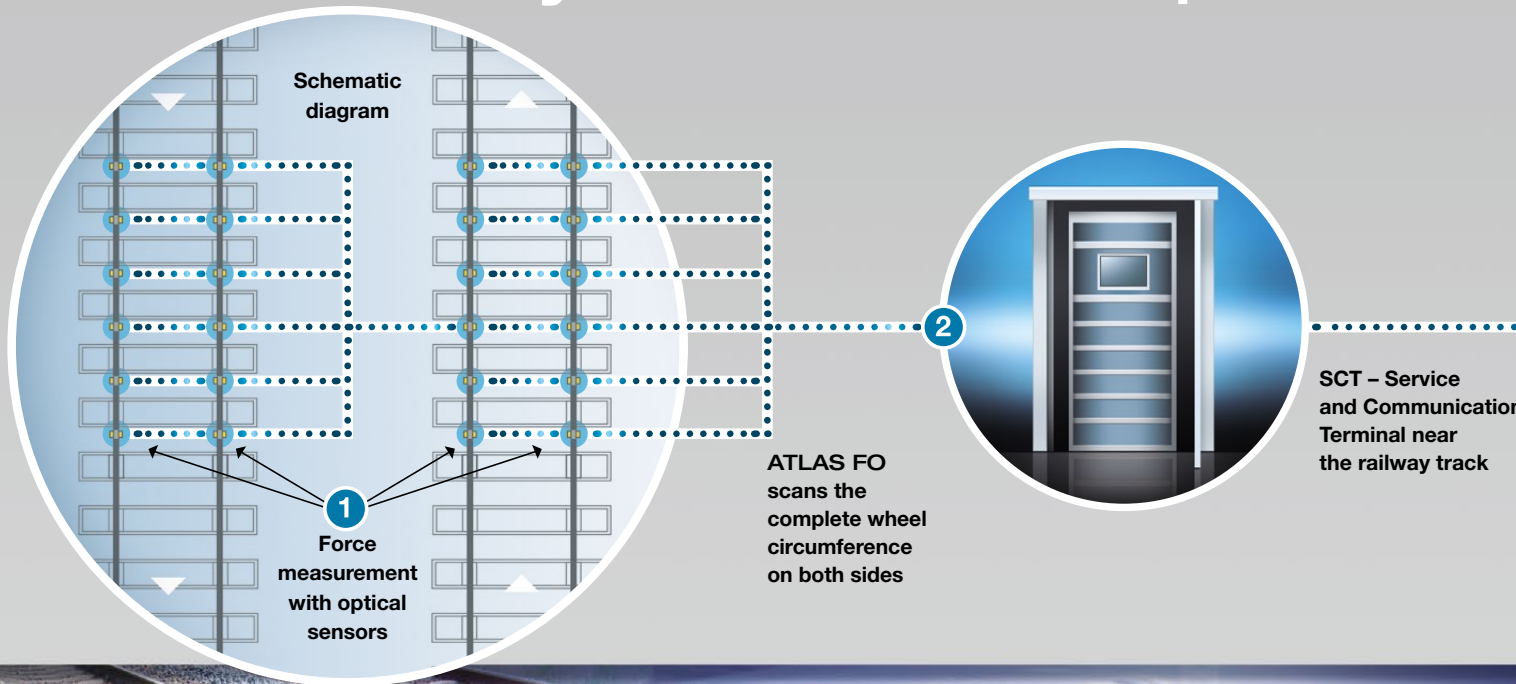 Schematic
diagram
1
Force
measurement
with optical
sensors
ATLAS FO
scans the
complete wheel
circumference
on both sides
2
SCT – Service
and Communication
Terminal near
the railway track